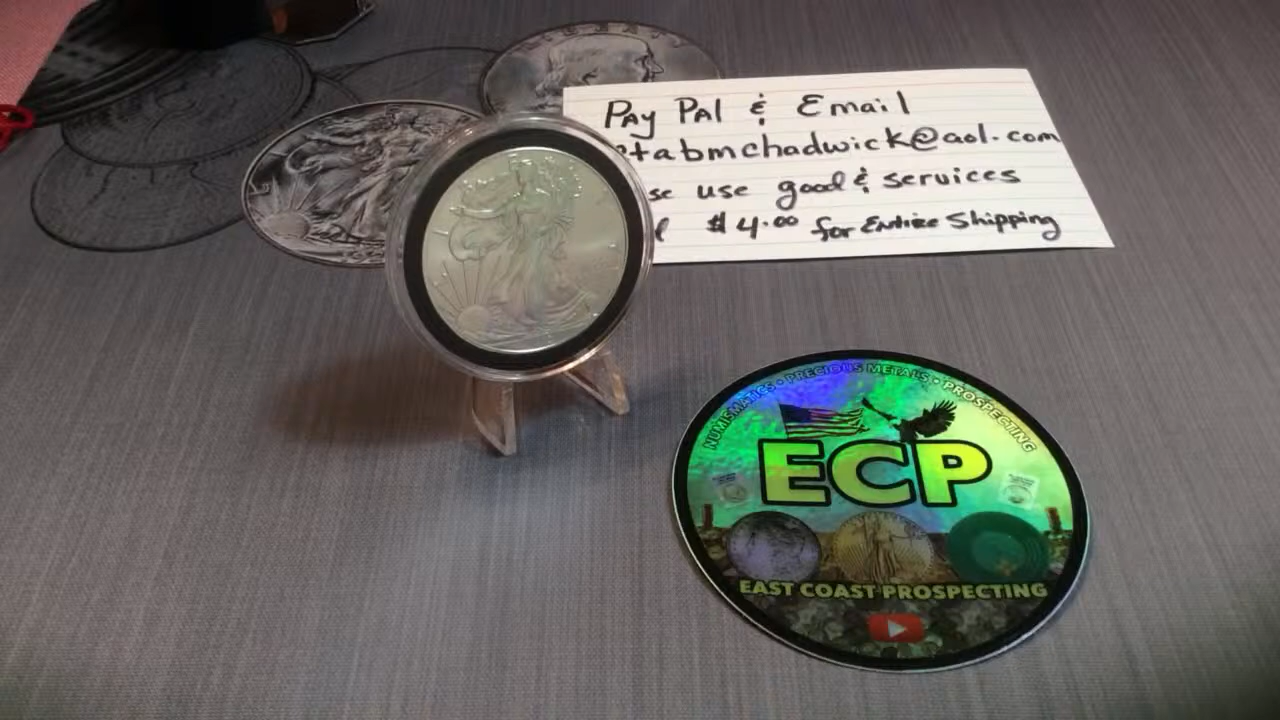 Pay Pal & Email
tabmchadwick@aol.com
use good & services
$4.00 for Entire Shipping
NUMISMATICS • PRECIOUS METALS • PROSPECTING
ECP
EAST COAST PROSPECTING